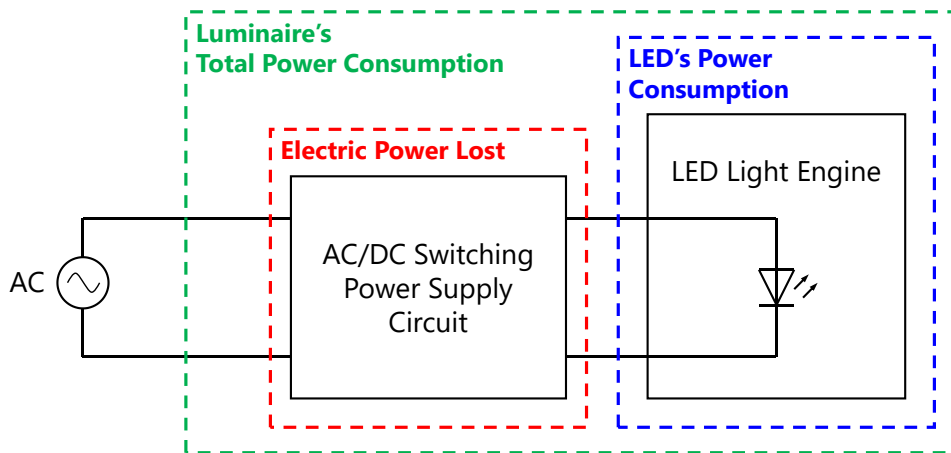 Luminaire's
Total Power Consumption
LED's Power
Consumption
Electric Power Lost
LED Light Engine
AC/DC Switching
Power Supply
Circuit
AC